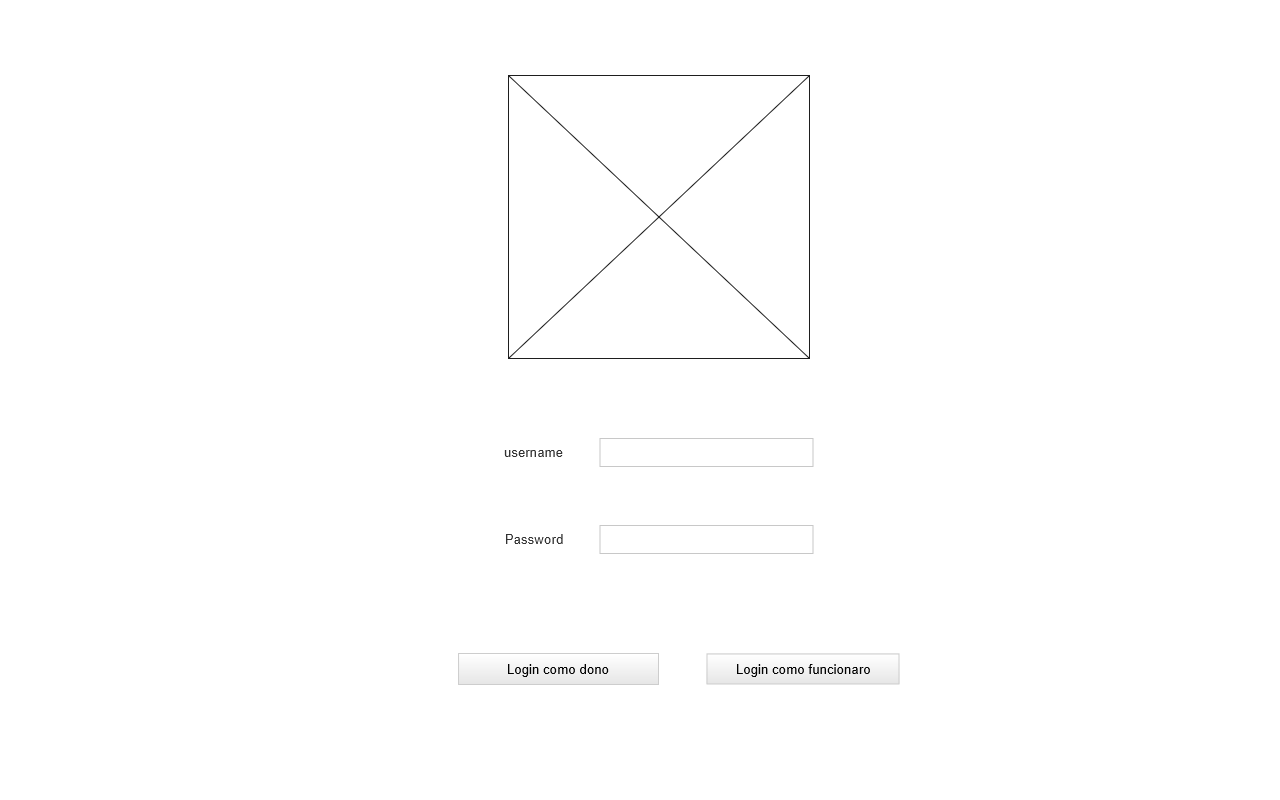 username
Password
Login como dono
Login como funcionaro